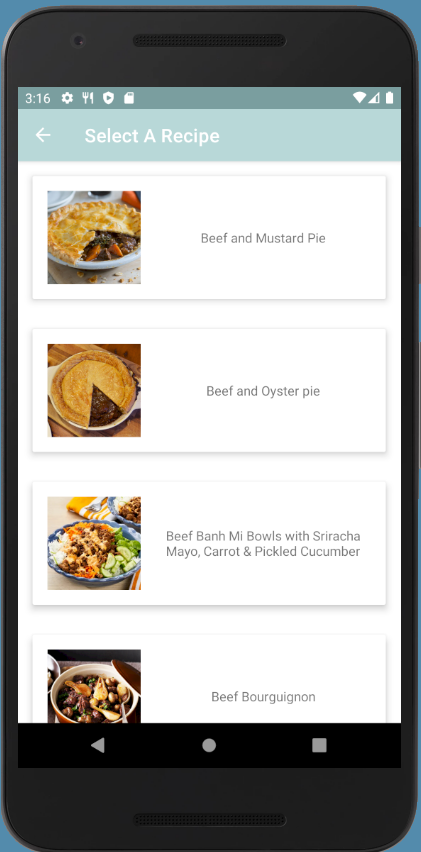 3:16
Select A Recipe
Beef and Mustard Pie
Beef and Oyster pie
Beef Banh Mi Bowls with Sriracha
Mayo, Carrot & Pickled Cucumber
Beef Bourguignon